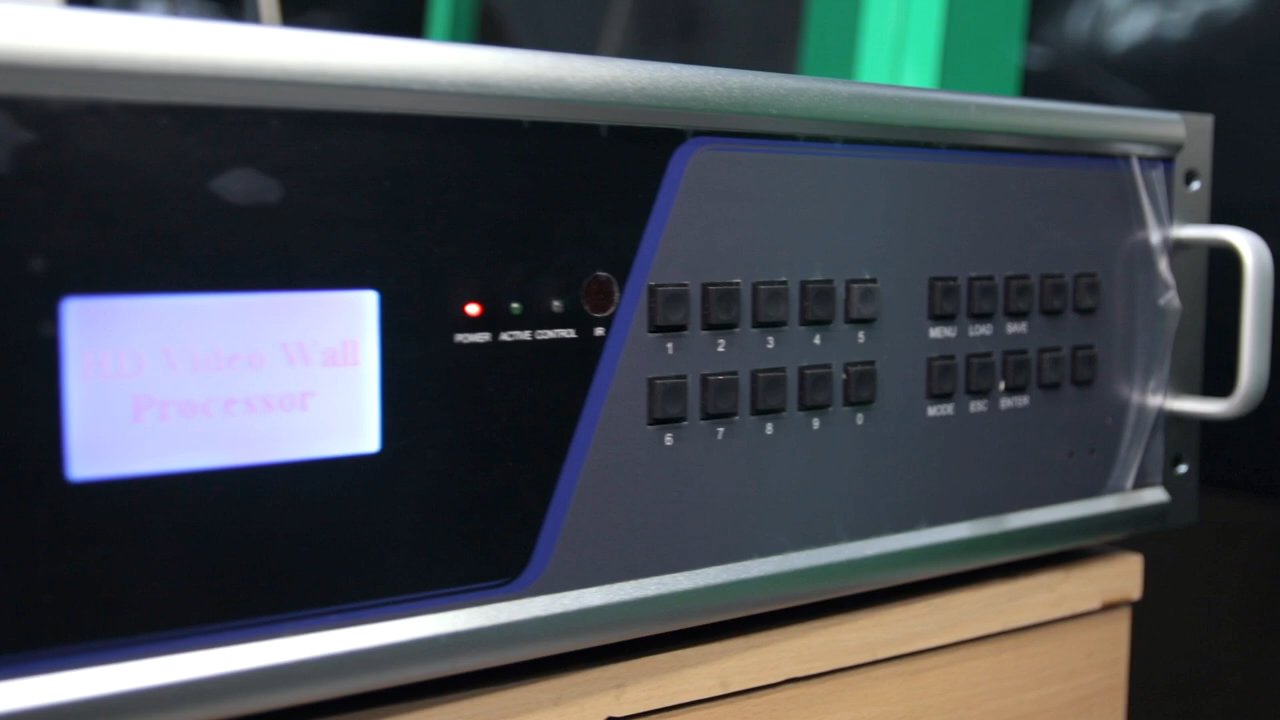 HD Video Wall
Processor
POWER ACTIVE CONTROL IR
1 2 3 4 5
6 7 8 9 0
MENU LOAD SAVE
MODE ESC ENTER